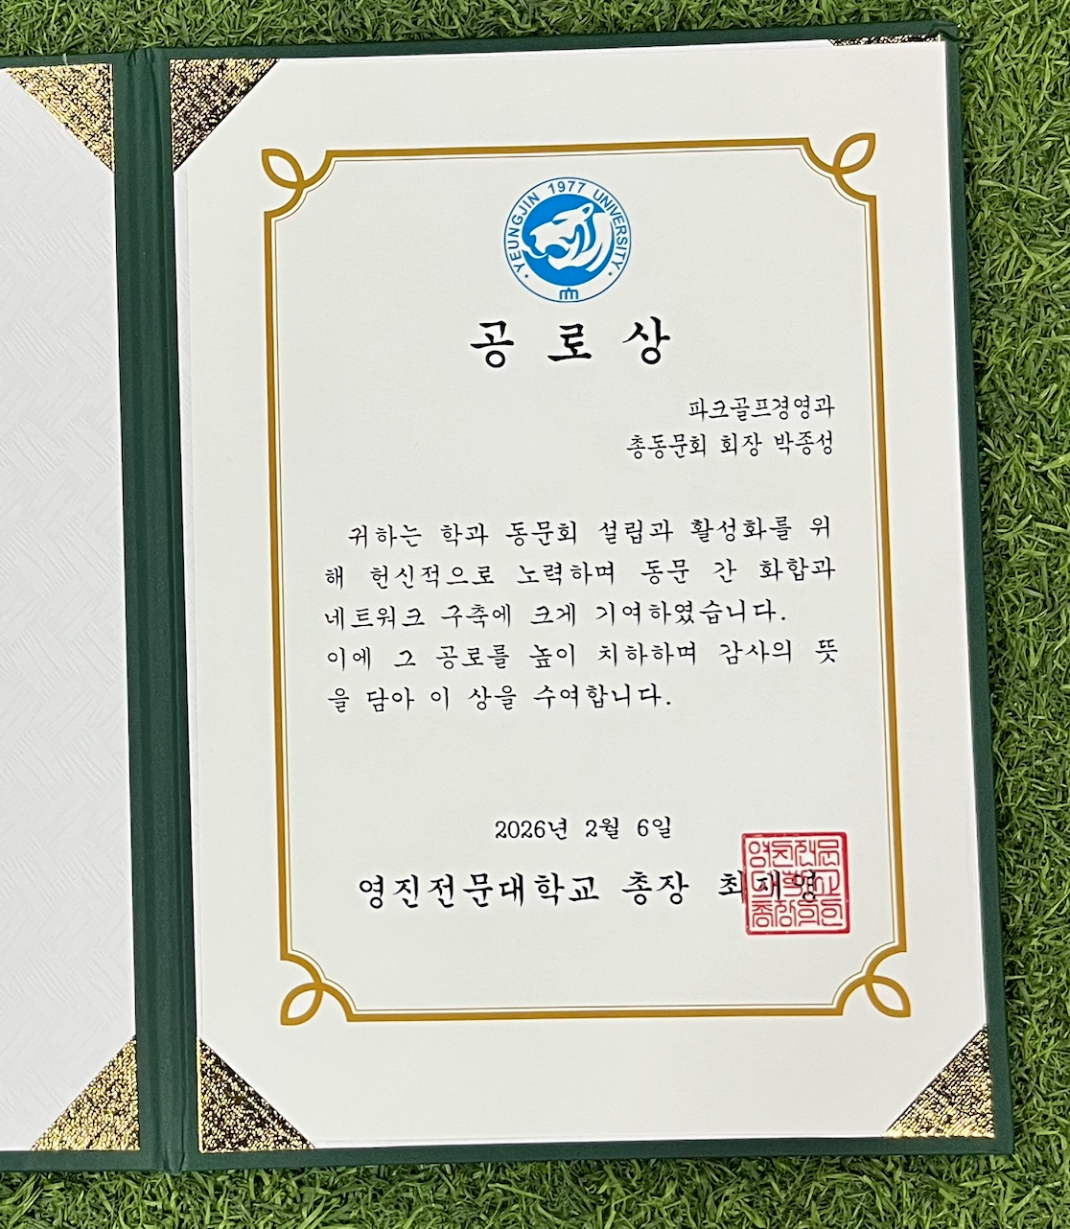 YEUNGJIN 1977 UNIVERSITY
공 로 상
파크골프경영과
총동문회 회장 박종성
귀하는 학과 동문회 설립과 활성화를 위
해 헌신적으로 노력하며 동문 간 화합과
네트워크 구축에 크게 기여하였습니다.
이에 그 공로를 높이 치하하며 감사의 뜻
을 담아 이 상을 수여합니다.
2026년 2월 6일
영진전문대학교 총장 최재영